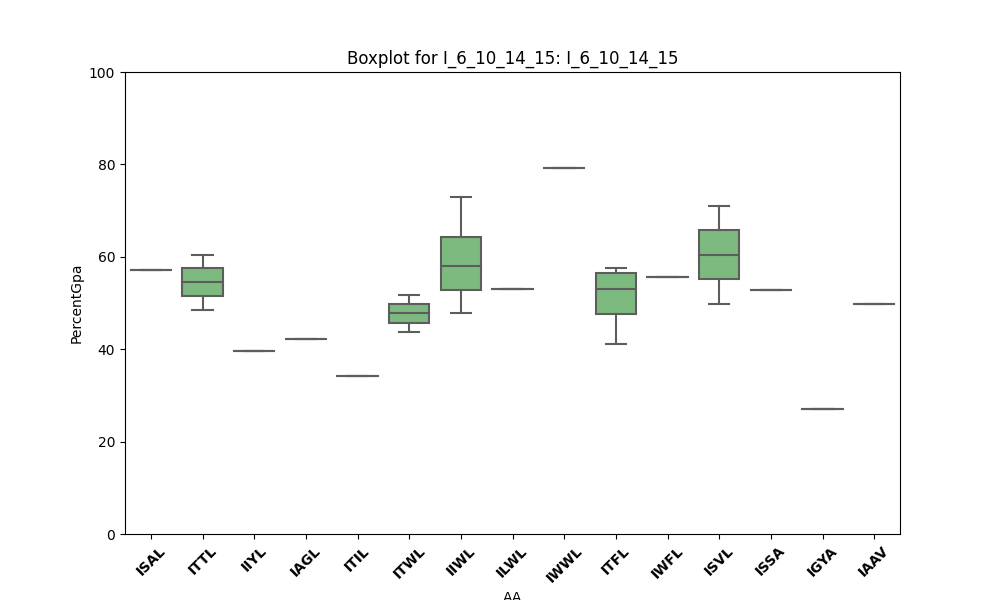 Boxplot for I_6_10_14_15: I_6_10_14_15
PercentGpa
100
80
60
40
20
0
ISAL ITTL IIYL IAGL ITIL ITWL IIWL ILWL IWWL ITFL IWFL ISVL ISSA IGYA IAAV
AA